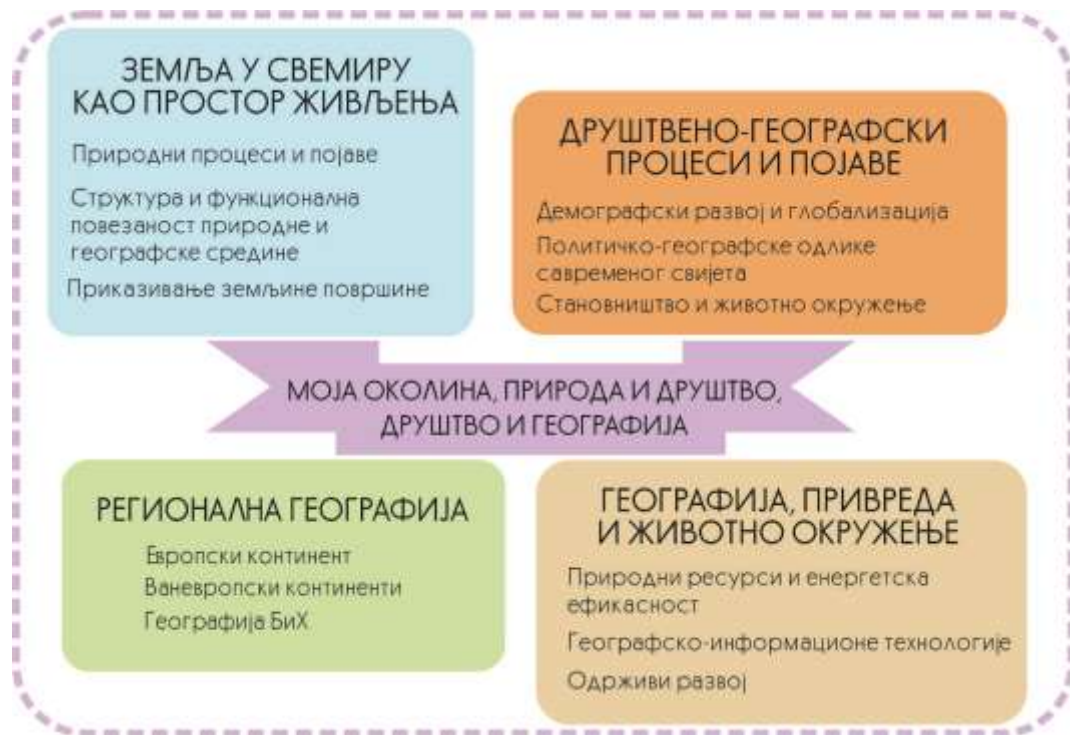 ЗЕМЉА У СВЕМИРУ
КАО ПРОСТОР ЖИВЉЕЊА
Природни процеси и појаве
Структура и функционална
повезаност природне и
географске средине
Приказивање земљине површине
ДРУШТВЕНО-ГЕОГРАФСКИ
ПРОЦЕСИ И ПОЈАВЕ
Демографски развој и глобализација
Политичко-географске одлике
савременог свијета
Становништво и животно окружење
МОЈА ОКОЛИНА, ПРИРОДА И ДРУШТВО,
ДРУШТВО И ГЕОГРАФИЈА
РЕГИОНАЛНА ГЕОГРАФИЈА
Европски континент
Ваневропски континенти
Географија БиХ
ГЕОГРАФИЈА, ПРИВРЕДА
И ЖИВОТНО ОКРУЖЕЊЕ
Природни ресурси и енергетска
ефикасност
Географско-информационе технологије
Одрживи развој